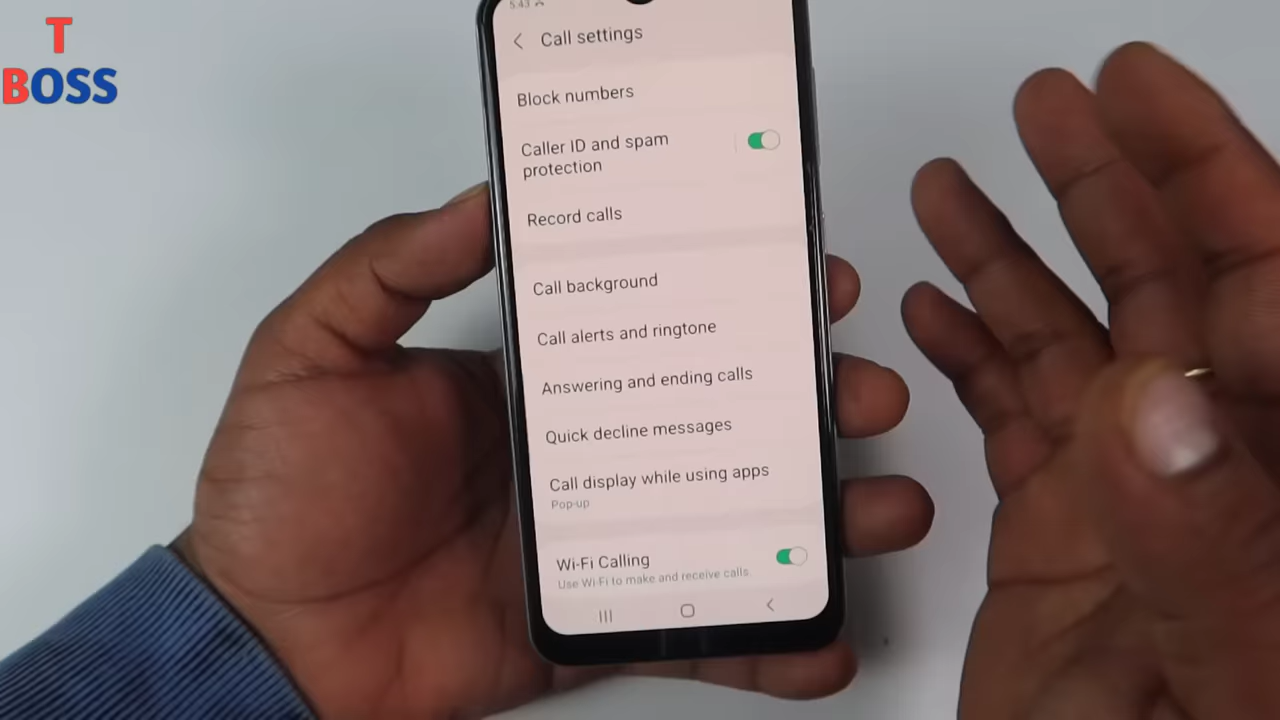 T
BOSS
5:43
Call settings
Block numbers
Caller ID and spam
protection
Record calls
Call background
Call alerts and ringtone
Answering and ending calls
Quick decline messages
Call display while using apps
Pop-up
Wi-Fi Calling
Use Wi-Fi to make and receive calls